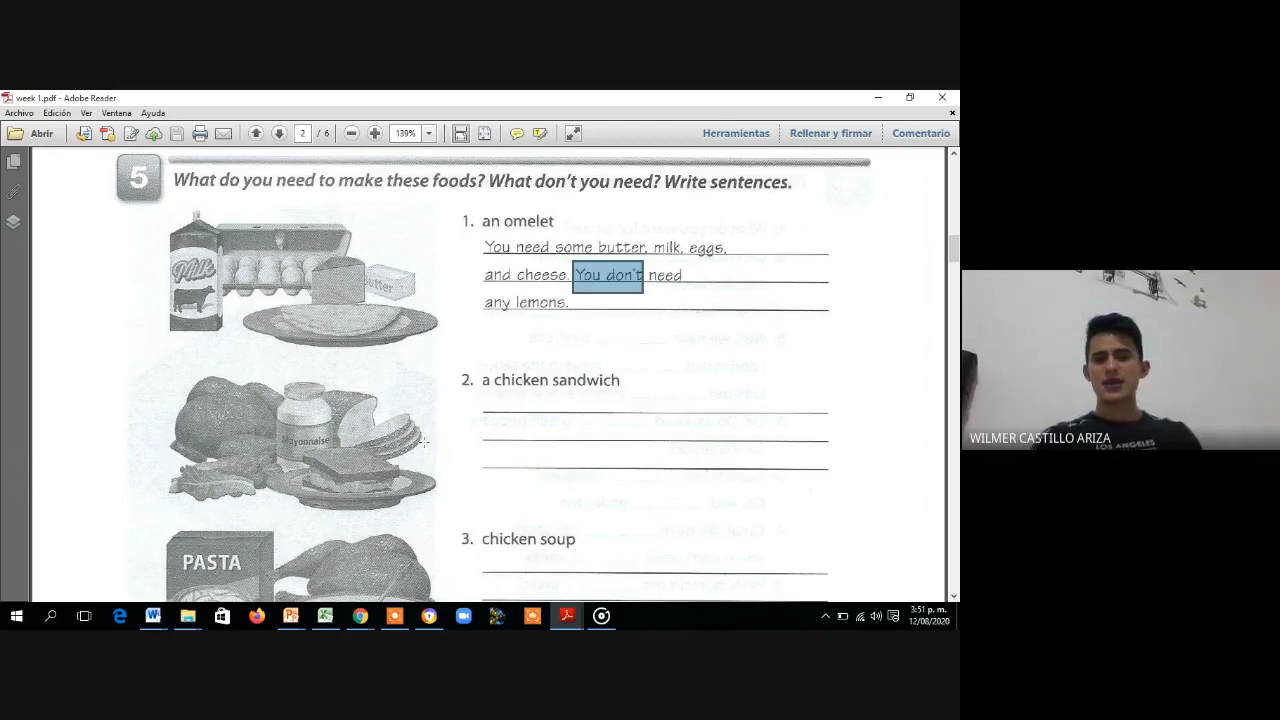 week 1.pdf - Adobe Reader
Archivo Edición Ver Ventana Ayuda
Abrir 2 / 6 139% Herramientas Rellenar y firmar Comentario
5 What do you need to make these foods? What don't you need? Write sentences.
Milk
butter
1. an omelet
You need some butter, milk, eggs,
and cheese. You don't need
any lemons.
2. a chicken sandwich
Mayonnaise
3. chicken soup
PASTA
WILMER CASTILLO ARIZA
LOS ANGELES
3:51 p. m.
12/08/2020